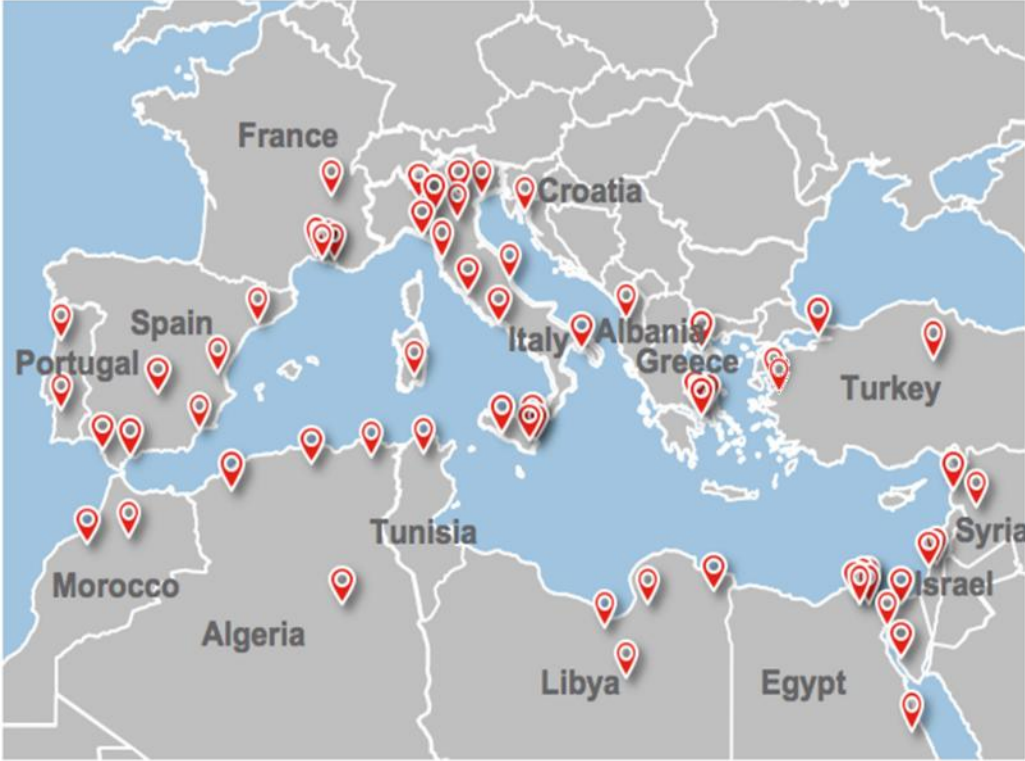 France
Croatia
Spain
Italy
Albania
Portugal
Greece
Turkey
Tunisia
Syria
Morocco
Israel
Algeria
Libya
Egypt